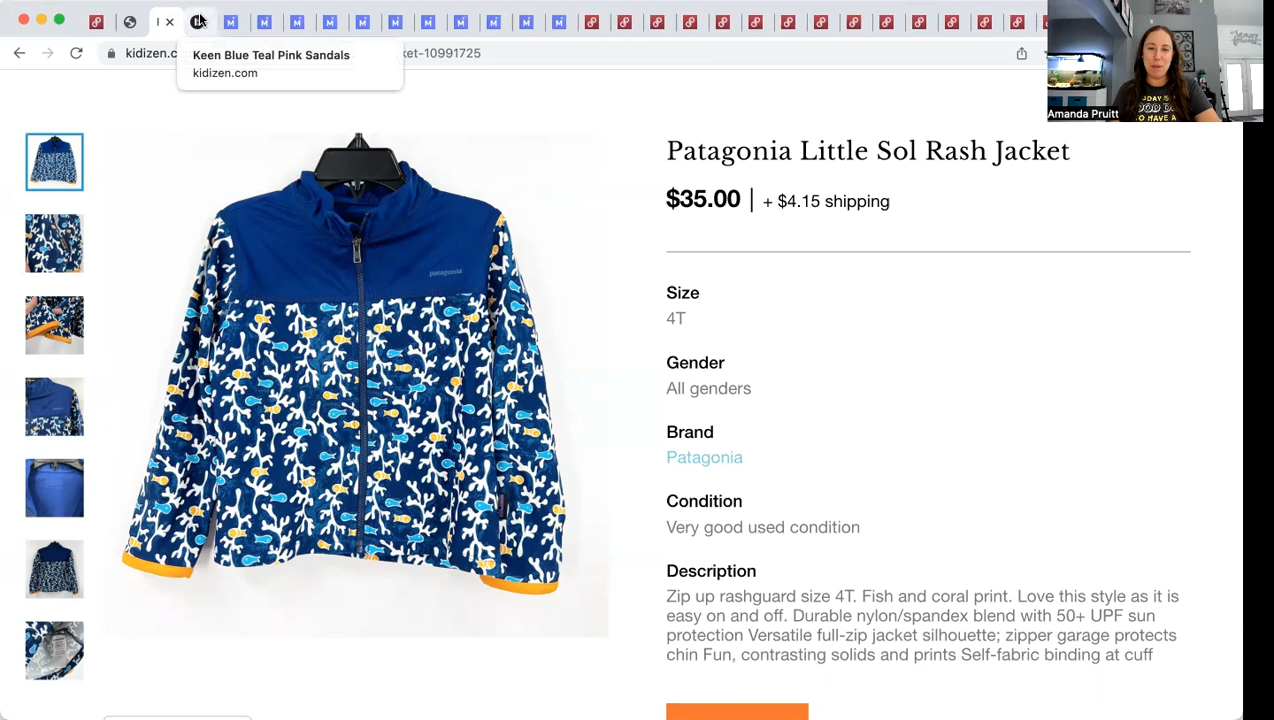 kidizen.c
ket-10991725
Keen Blue Teal Pink Sandals
kidizen.com
Amanda Pruitt
patagonia
Patagonia Little Sol Rash Jacket
$35.00 | + $4.15 shipping
Size
4T
Gender
All genders
Brand
Patagonia
Condition
Very good used condition
Description
Zip up rashguard size 4T. Fish and coral print. Love this style as it is
easy on and off. Durable nylon/spandex blend with 50+ UPF sun
protection Versatile full-zip jacket silhouette; zipper garage protects
chin Fun, contrasting solids and prints Self-fabric binding at cuff